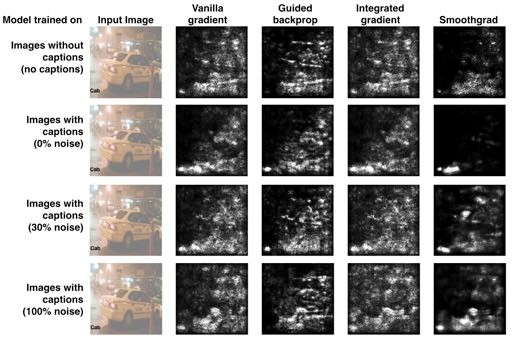 Model trained on
Input Image
Vanilla
gradient
Guided
backprop
Integrated
gradient
Smoothgrad
Images without
captions
(no captions)
Cab
Images with
captions
(0% noise)
Cab
Images with
captions
(30% noise)
Cab
Images with
captions
(100% noise)
Cab